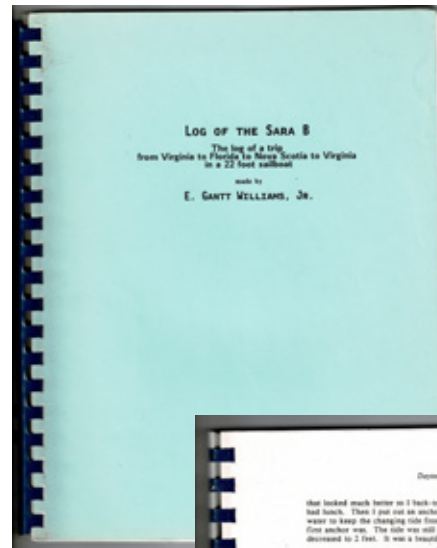 LOG OF THE SARA B
The log of a trip
from Virginia to Florida to Nova Scotia to Virginia
in a 22 foot sailboat
made by
E. GANTT WILLIAMS, JR.
that looked much better so I back-
had lunch. Then I put out an anch
water to keep the changing tide
first anchor was. The tide was still
decreased to 2 feet. It was a beauti